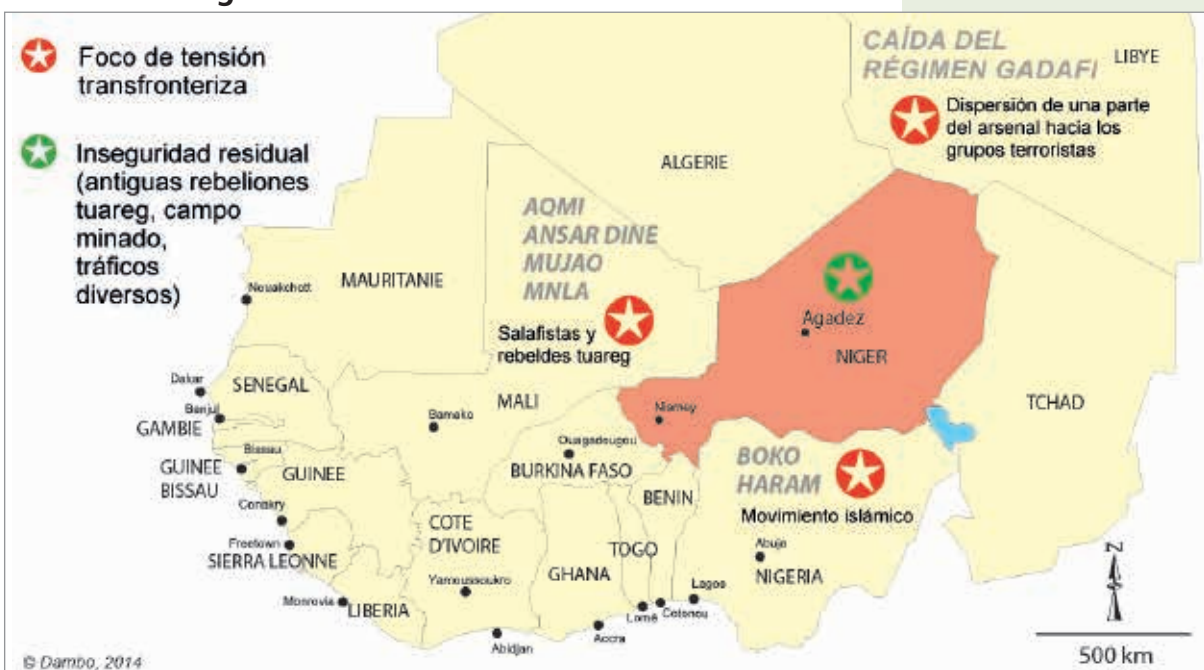 Foco de tensión
transfronteriza
Inseguridad residual
(antiguas rebeliones
tuareg, campo
minado,
tráficos
diversos)
CAÍDA DEL
RÉGIMEN GADAFI
LIBYE
Dispersión de una parte
del arsenal hacia los
grupos terroristas
ALGERIE
AQMI
ANSAR DINE
MUJAO
MNLA
Salafistas y
rebeldes tuareg
MAURITANIE
Nouakchott
Agadez
NIGER
TCHAD
Dakar
SENEGAL
Banjul
GAMBIE
MALI
Bamako
Niamey
Ouagadougou
BURKINA FASO
Bissau
GUINEE
BISSAU
GUINEE
BOKO
HARAM
Movimiento islámico
BENIN
Conakry
Freetown
SIERRA LEONNE
COTE
D'IVOIRE
Yamoussoukro
GHANA
TOGO
Abuja
NIGERIA
Lagos
Monrovia
LIBERIA
Lomé
Cotonou
Accra
Abidjan
N
500 km
© Dambo, 2014